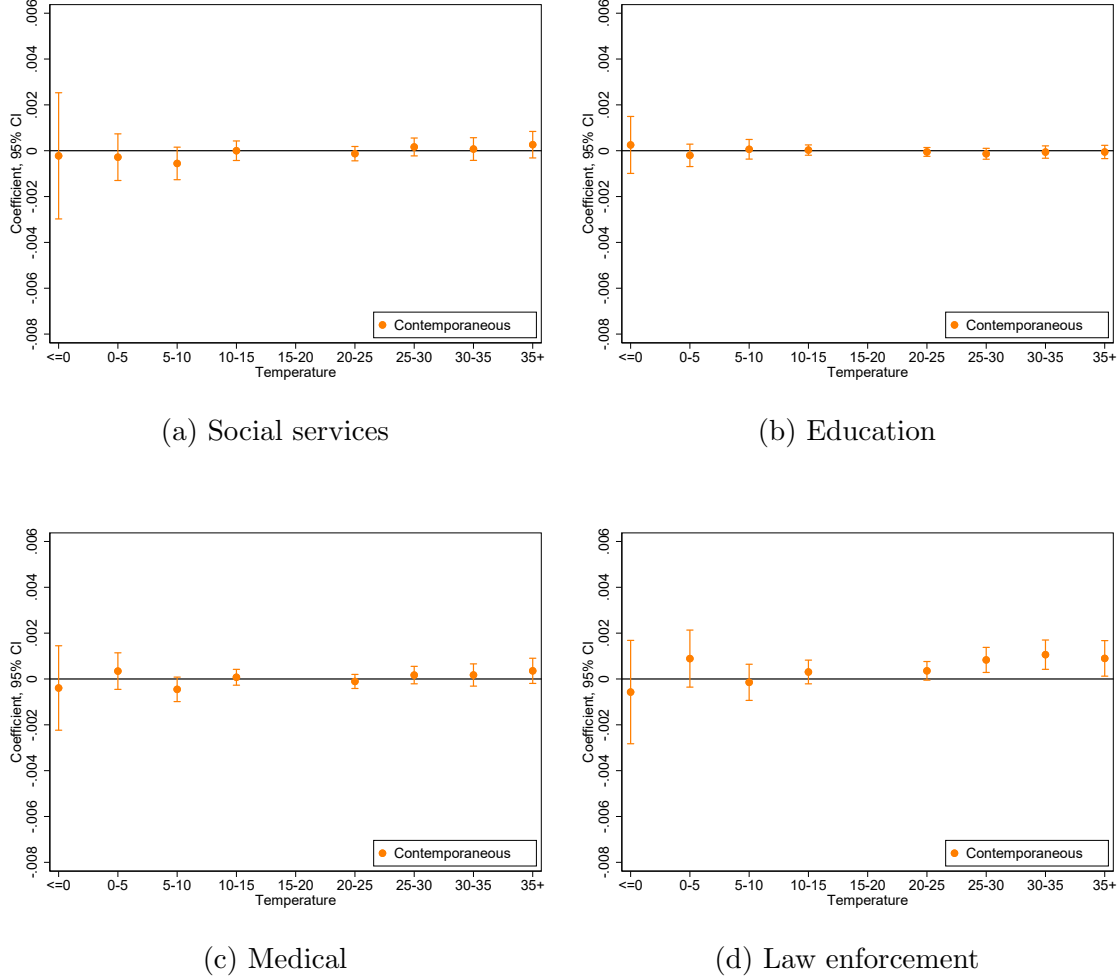 Coefficient, 95% CI
.006
.004
.002
0
-.002
-.004
-.006
-.008
<=0 0-5 5-10 10-15 15-20 20-25 25-30 30-35 35+
Temperature
Contemporaneous
(a) Social services
Coefficient, 95% CI
.006
.004
.002
0
-.002
-.004
-.006
-.008
<=0 0-5 5-10 10-15 15-20 20-25 25-30 30-35 35+
Temperature
Contemporaneous
(b) Education
Coefficient, 95% CI
.006
.004
.002
0
-.002
-.004
-.006
-.008
<=0 0-5 5-10 10-15 15-20 20-25 25-30 30-35 35+
Temperature
Contemporaneous
(c) Medical
Coefficient, 95% CI
.006
.004
.002
0
-.002
-.004
-.006
-.008
<=0 0-5 5-10 10-15 15-20 20-25 25-30 30-35 35+
Temperature
Contemporaneous
(d) Law enforcement